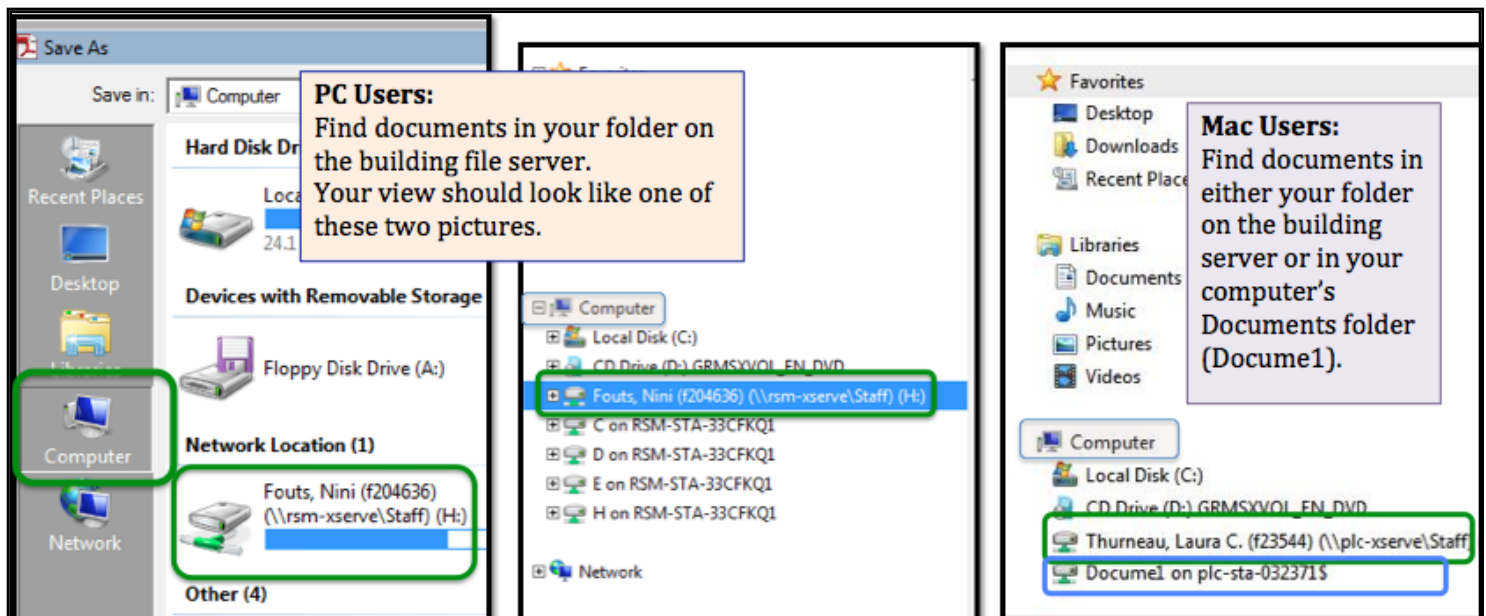 Save As
Save in:
Computer
PC Users:
Find documents in your folder on
the building file server.
Your view should look like one of
these two pictures.
Recent Places
Desktop
Libraries
Computer
Network
Hard Disk
24.1
Devices with Removable Storage
Floppy Disk Drive (A:)
Network Location (1)
Fouts, Nini (f204636)
(\\rsm-xserve\Staff) (H:)
Other (4)
Computer
Local Disk (C:)
CD Drive (D:) GRMSXVOL_EN_DVD
Fouts, Nini (f204636) (\\rsm-xserve\Staff) (H:)
C on RSM-STA-33CFKQ1
D on RSM-STA-33CFKQ1
E on RSM-STA-33CFKQ1
H on RSM-STA-33CFKQ1
Network
Favorites
Desktop
Downloads
Recent Place
Libraries
Documents
Music
Pictures
Videos
Mac Users:
Find documents in
either your folder
on the building
server or in your
computer's
Documents folder
(Docume1).
Computer
Local Disk (C:)
CD Drive (D:) GRMSXVOL_EN_DVD
Thurneau, Laura C. (f23544) (\\plc-xserve\Staff
Docume1 on plc-sta-032371$